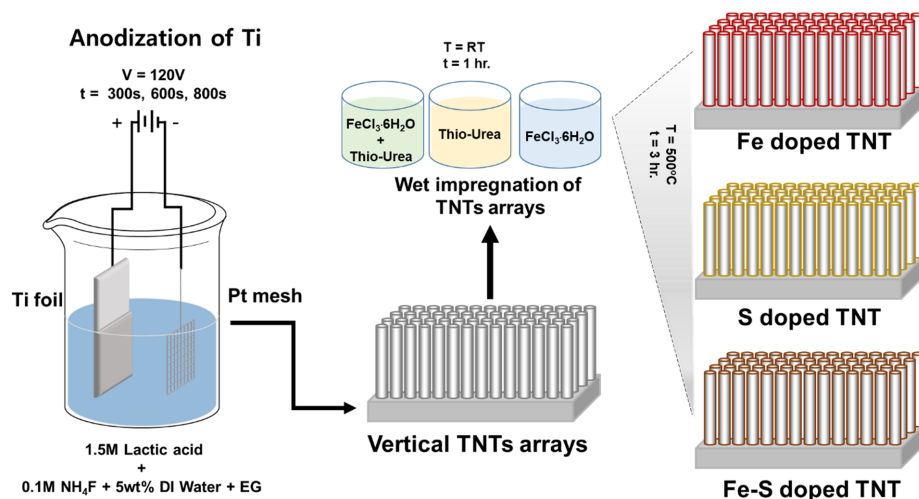 Anodization of Ti
V = 120V
t = 300s, 600s, 800s
+
-
Ti foil
Pt mesh
1.5M Lactic acid
+
0.1M NH₄F + 5wt% DI Water + EG
T = RT
t = 1 hr.
FeCl₃·6H₂O
+
Thio-Urea
Thio-Urea
FeCl₃·6H₂O
Wet impregnation of
TNTs arrays
Vertical TNTs arrays
T = 500°C
t = 3 hr.
Fe doped TNT
S doped TNT
Fe-S doped TNT